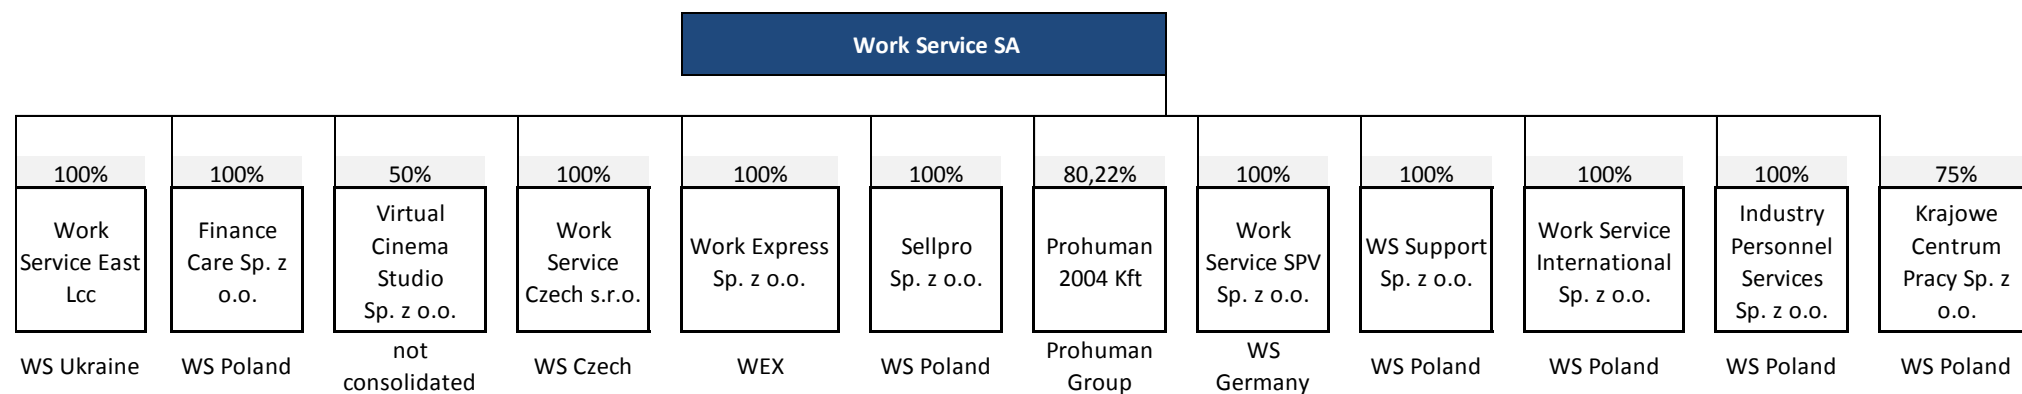 Work Service SA
100%
100%
50%
100%
100%
100%
80,22%
100%
100%
100%
100%
75%
Work
Service East
Lcc
Finance
Care Sp. z
o.o.
Virtual
Cinema
Studio
Sp. z o.o.
Work
Service
Czech s.r.o.
Work Express
Sp. z o.o.
Sellpro
Sp. z o.o.
Prohuman
2004 Kft
Work
Service SPV
Sp. z o.o.
WS Support
Sp. z o.o.
Work Service
International
Sp. z o.o.
Industry
Personnel
Services
Sp. z o.o.
Krajowe
Centrum
Pracy Sp. z
o.o.
WS Ukraine
WS Poland
not
consolidated
WS Czech
WEX
WS Poland
Prohuman
Group
WS
Germany
WS Poland
WS Poland
WS Poland
WS Poland